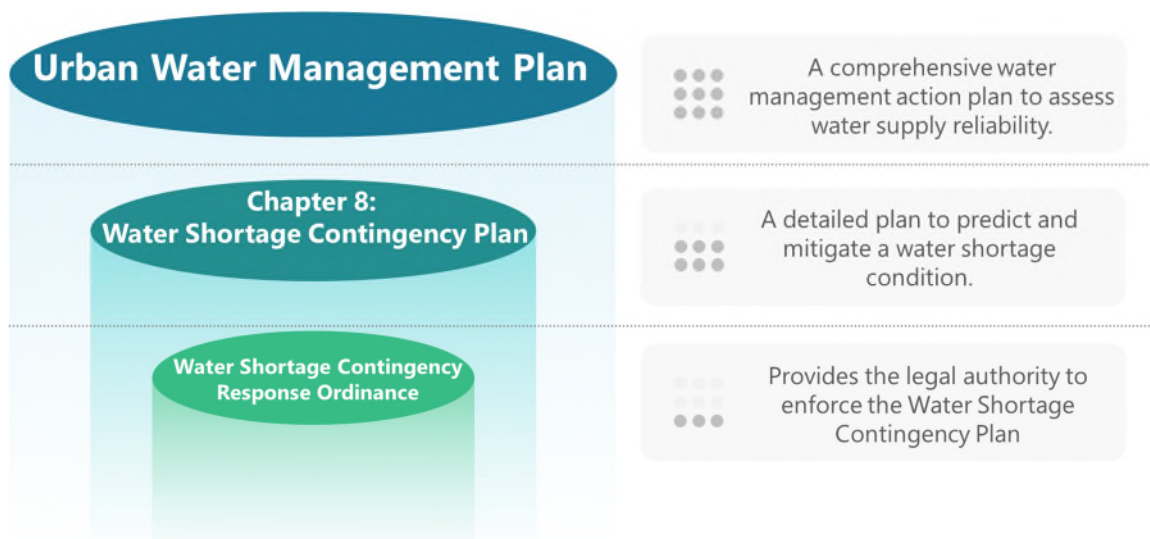 Urban Water Management Plan
A comprehensive water
management action plan to assess
water supply reliability.
Chapter 8:
Water Shortage Contingency Plan
A detailed plan to predict and
mitigate a water shortage
condition.
Water Shortage Contingency
Response Ordinance
Provides the legal authority to
enforce the Water Shortage
Contingency Plan